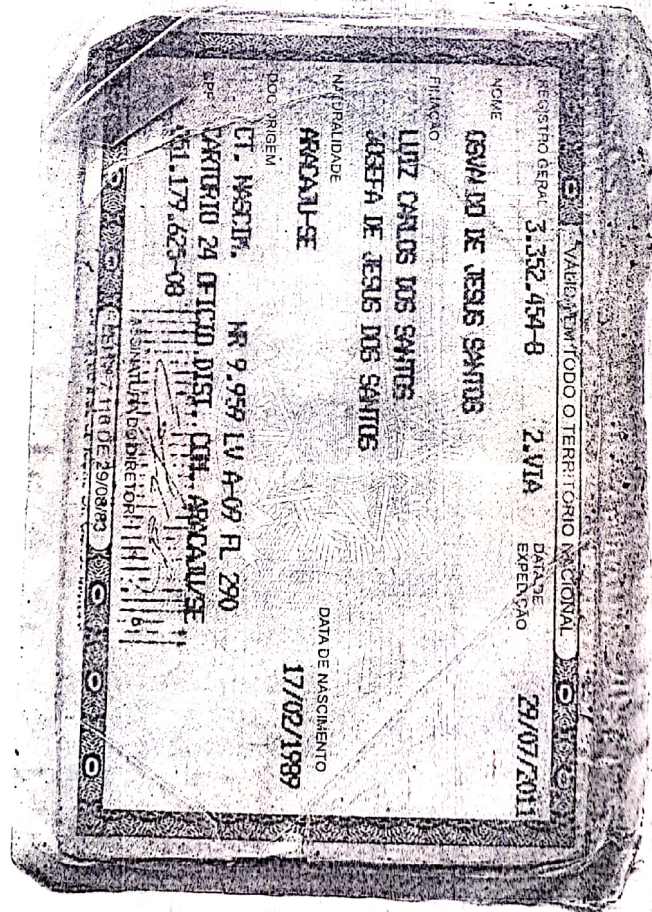 VÁLIDA EM TODO O TERRITÓRIO NACIONAL
REGISTRO GERAL 3.352.454-8 2.VIA DATA DE EXPEDIÇÃO 29/07/2011
NOME
OSVALDO DE JESUS SANTOS
FILIAÇÃO
LUIZ CARLOS DOS SANTOS
JOSEFA DE JESUS DOS SANTOS
NATURALIDADE DATA DE NASCIMENTO
ARACAJU-SE 17/02/1989
DOC ORIGEM
CT. NASCIM. NR 9.959 LV A-09 FL 290
CARTORIO 24 OFICIO DIST. COM. ARACAJU/SE
CPF 51.179.625-08
ASSINATURA DO DIRETOR
LEI Nº 7.116 DE 29/08/83